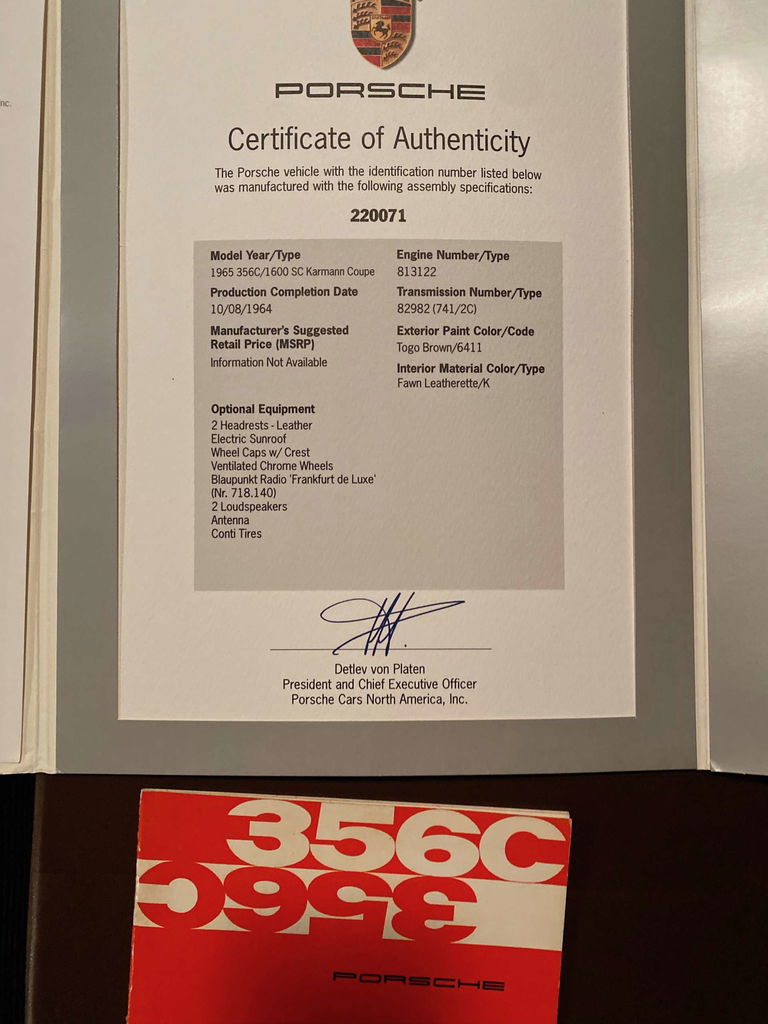 nc.
PORSCHE
Certificate of Authenticity
The Porsche vehicle with the identification number listed below
was manufactured with the following assembly specifications:
220071
Model Year/Type
1965 356C/1600 SC Karmann Coupe
Production Completion Date
10/08/1964
Manufacturer's Suggested
Retail Price (MSRP)
Information Not Available
Engine Number/Type
813122
Transmission Number/Type
82982 (741/2C)
Exterior Paint Color/Code
Togo Brown/6411
Interior Material Color/Type
Fawn Leatherette/K
Optional Equipment
2 Headrests - Leather
Electric Sunroof
Wheel Caps w/ Crest
Ventilated Chrome Wheels
Blaupunkt Radio 'Frankfurt de Luxe'
(Nr. 718.140)
2 Loudspeakers
Antenna
Conti Tires
Detlev von Platen
President and Chief Executive Officer
Porsche Cars North America, Inc.
356C
356C
PORSCHE